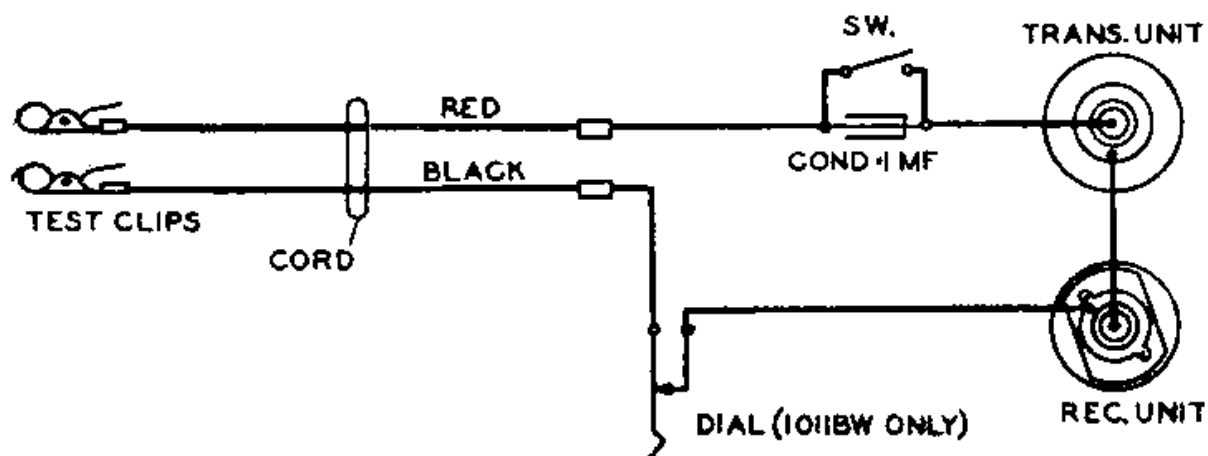 SW.
TRANS. UNIT
RED
COND .1 MF
BLACK
TEST CLIPS
CORD
DIAL (1011BW ONLY)
REC. UNIT